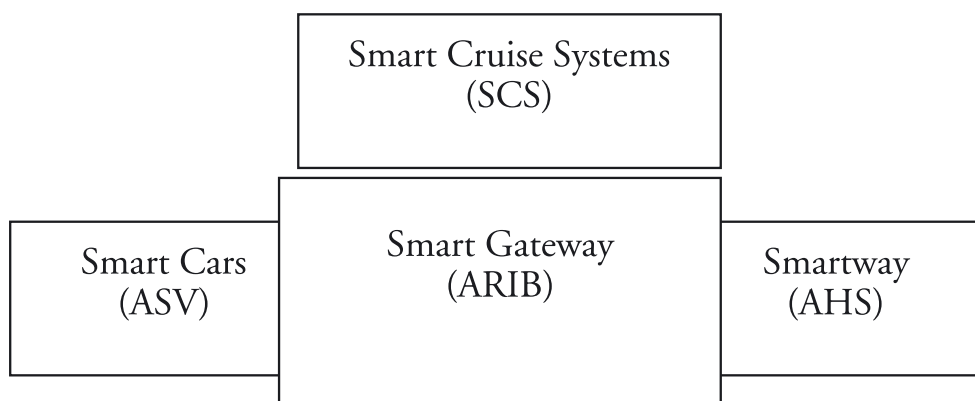 Smart Cruise Systems
(SCS)
Smart Gateway
(ARIB)
Smart Cars
(ASV)
Smartway
(AHS)